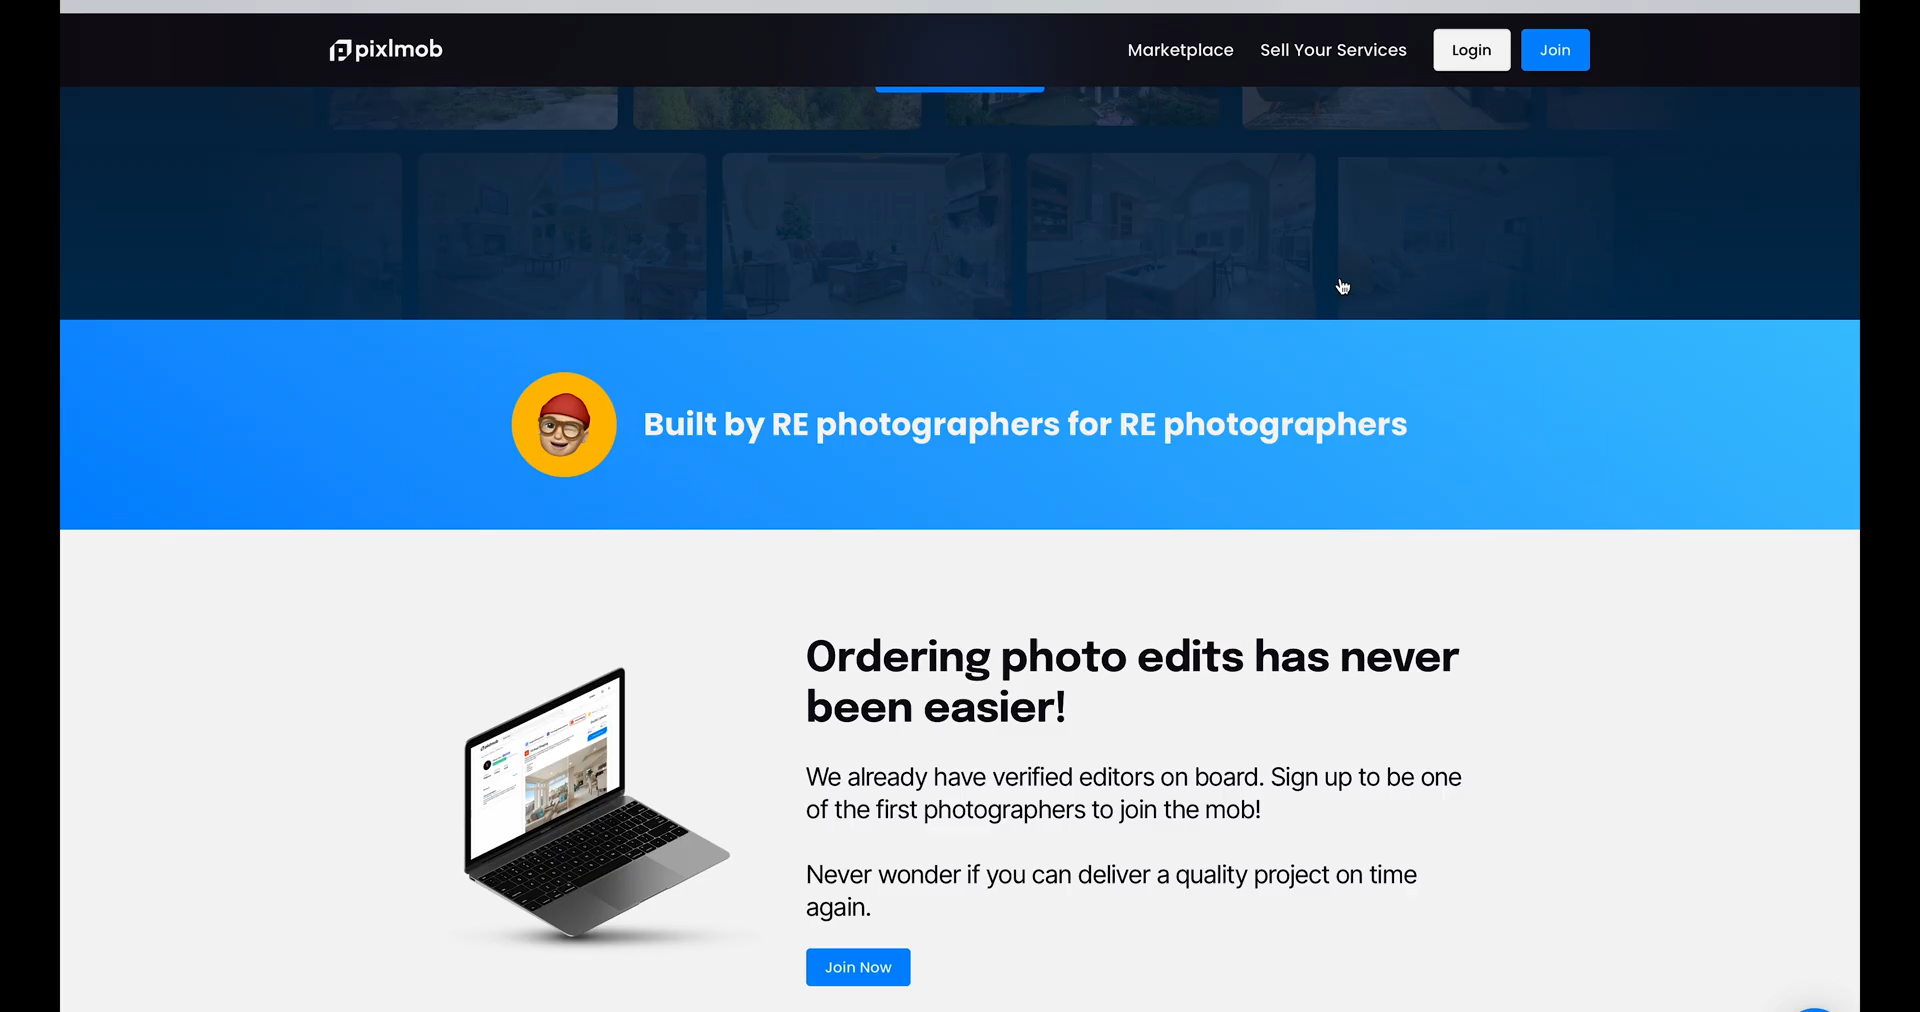 pixlmob
Marketplace
Sell Your Services
Login
Join
Built by RE photographers for RE photographers
Ordering photo edits has never
been easier!
We already have verified editors on board. Sign up to be one
of the first photographers to join the mob!
Never wonder if you can deliver a quality project on time
again.
Join Now